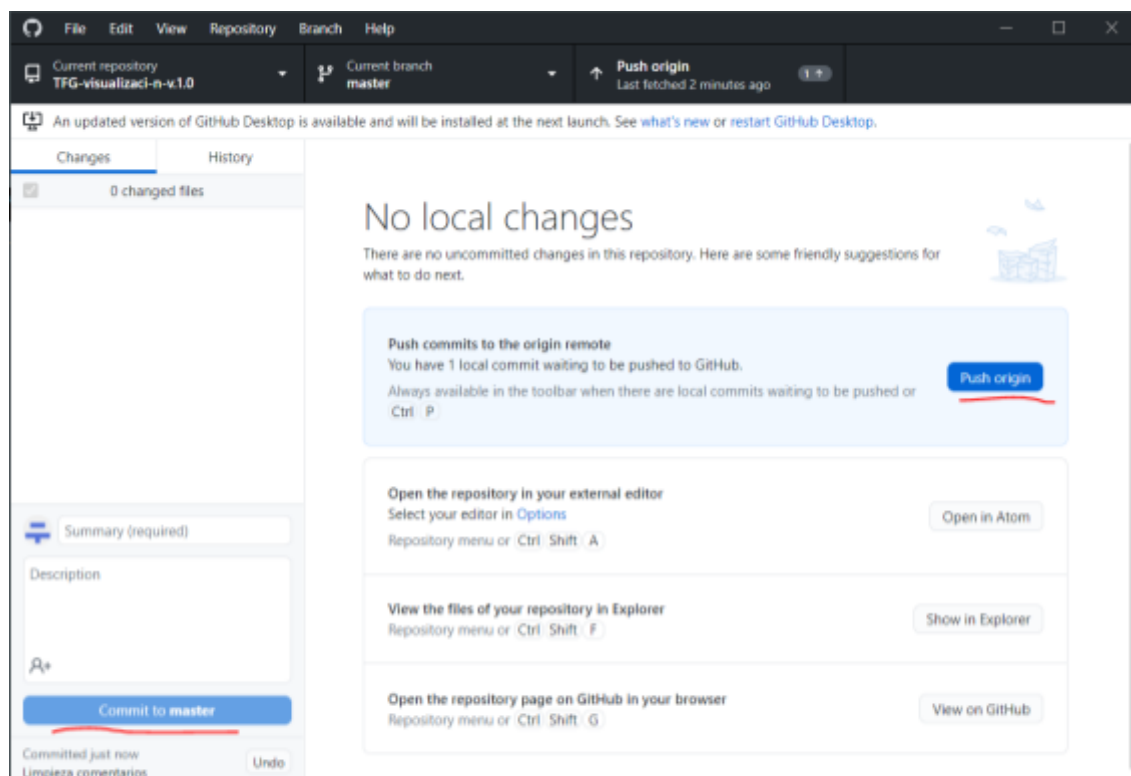 File Edit View Repository Branch Help
Current repository
TFG-visualizaci-n-v.1.0
Current branch
master
Push origin
Last fetched 2 minutes ago
1
An updated version of GitHub Desktop is available and will be installed at the next launch. See what's new or restart GitHub Desktop.
Changes History
0 changed files
No local changes
There are no uncommitted changes in this repository. Here are some friendly suggestions for
what to do next.
Push commits to the origin remote
You have 1 local commit waiting to be pushed to GitHub.
Always available in the toolbar when there are local commits waiting to be pushed or
Ctrl P
Push origin
Open the repository in your external editor
Select your editor in Options
Repository menu or Ctrl Shift A
Open in Atom
View the files of your repository in Explorer
Repository menu or Ctrl Shift F
Show in Explorer
Open the repository page on GitHub in your browser
Repository menu or Ctrl Shift G
View on GitHub
Summary (required)
Description
Commit to master
Committed just now
Limpieza comentarios
Undo